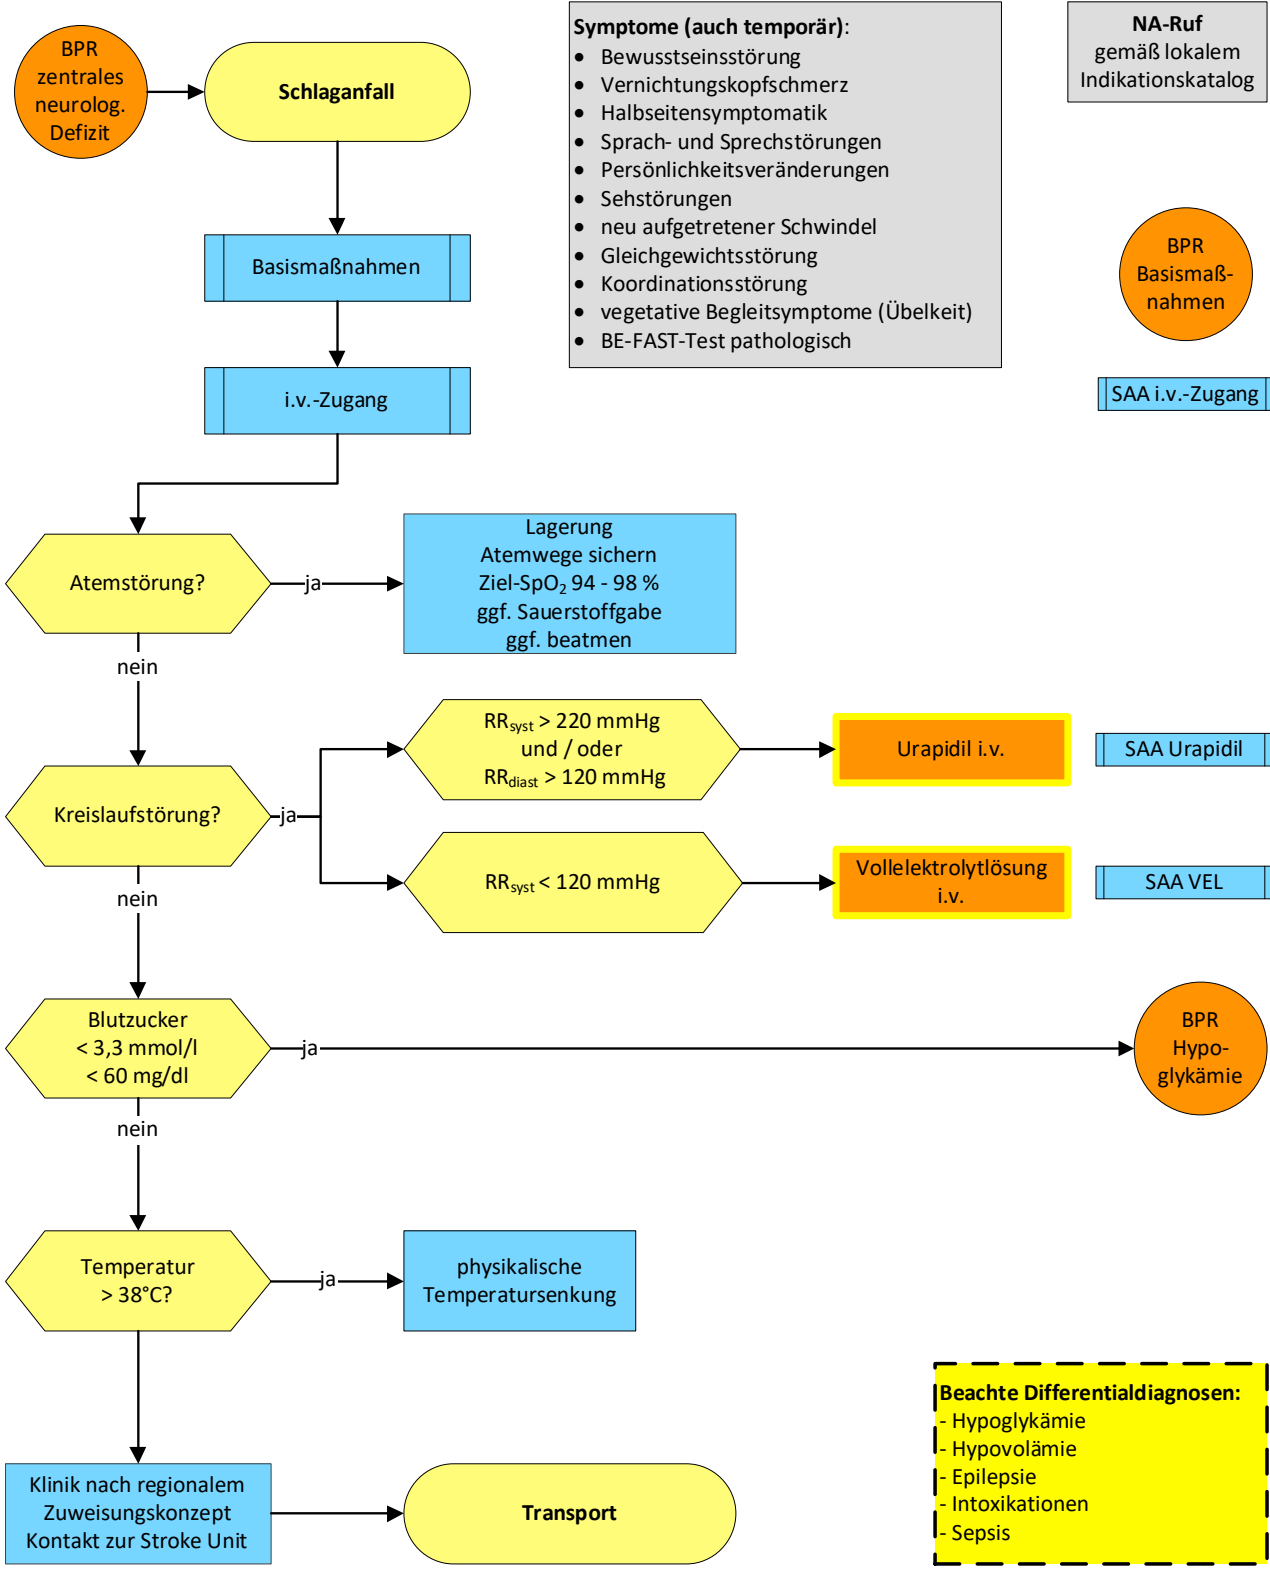 BPR
zentrales
neurolog.
Defizit
Schlaganfall
Symptome (auch temporär):
• Bewusstseinsstörung
• Vernichtungskopfschmerz
• Halbseitensymptomatik
• Sprach- und Sprechstörungen
• Persönlichkeitsveränderungen
• Sehstörungen
• neu aufgetretener Schwindel
• Gleichgewichtsstörung
• Koordinationsstörung
• vegetative Begleitsymptome (Übelkeit)
• BE-FAST-Test pathologisch
NA-Ruf
gemäß lokalem
Indikationskatalog
Basismaßnahmen
BPR
Basismaß-
nahmen
i.v.-Zugang
SAA i.v.-Zugang
Atemstörung?
ja
Lagerung
Atemwege sichern
Ziel-SpO₂ 94 - 98 %
ggf. Sauerstoffgabe
ggf. beatmen
nein
Kreislaufstörung?
ja
RRsyst > 220 mmHg
und / oder
RRdiast > 120 mmHg
Urapidil i.v.
SAA Urapidil
RRsyst < 120 mmHg
Vollelektrolytlösung
i.v.
SAA VEL
nein
Blutzucker
< 3,3 mmol/l
< 60 mg/dl
ja
BPR
Hypo-
glykämie
nein
Temperatur
> 38°C?
ja
physikalische
Temperatursenkung
Klinik nach regionalem
Zuweisungskonzept
Kontakt zur Stroke Unit
Transport
Beachte Differentialdiagnosen:
- Hypoglykämie
- Hypovolämie
- Epilepsie
- Intoxikationen
- Sepsis